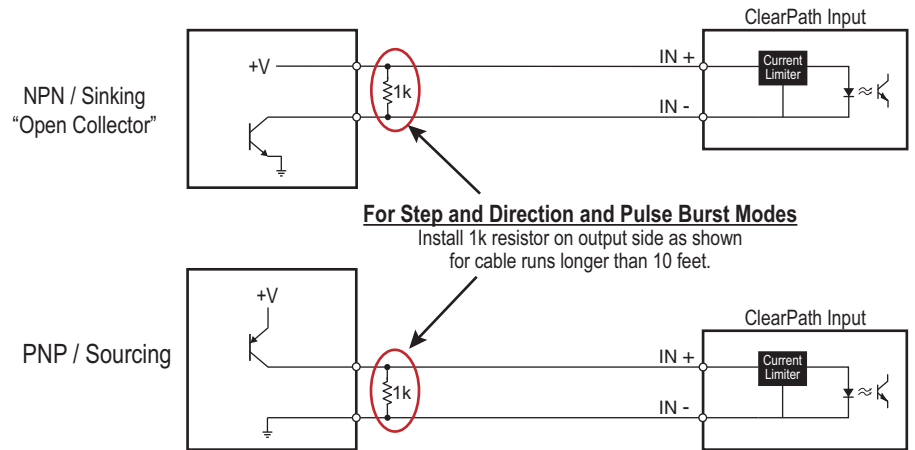 ClearPath Input
NPN / Sinking
“Open Collector”
+V
1k
IN +
IN -
Current
Limiter
For Step and Direction and Pulse Burst Modes
Install 1k resistor on output side as shown
for cable runs longer than 10 feet.
ClearPath Input
PNP / Sourcing
+V
1k
IN +
IN -
Current
Limiter